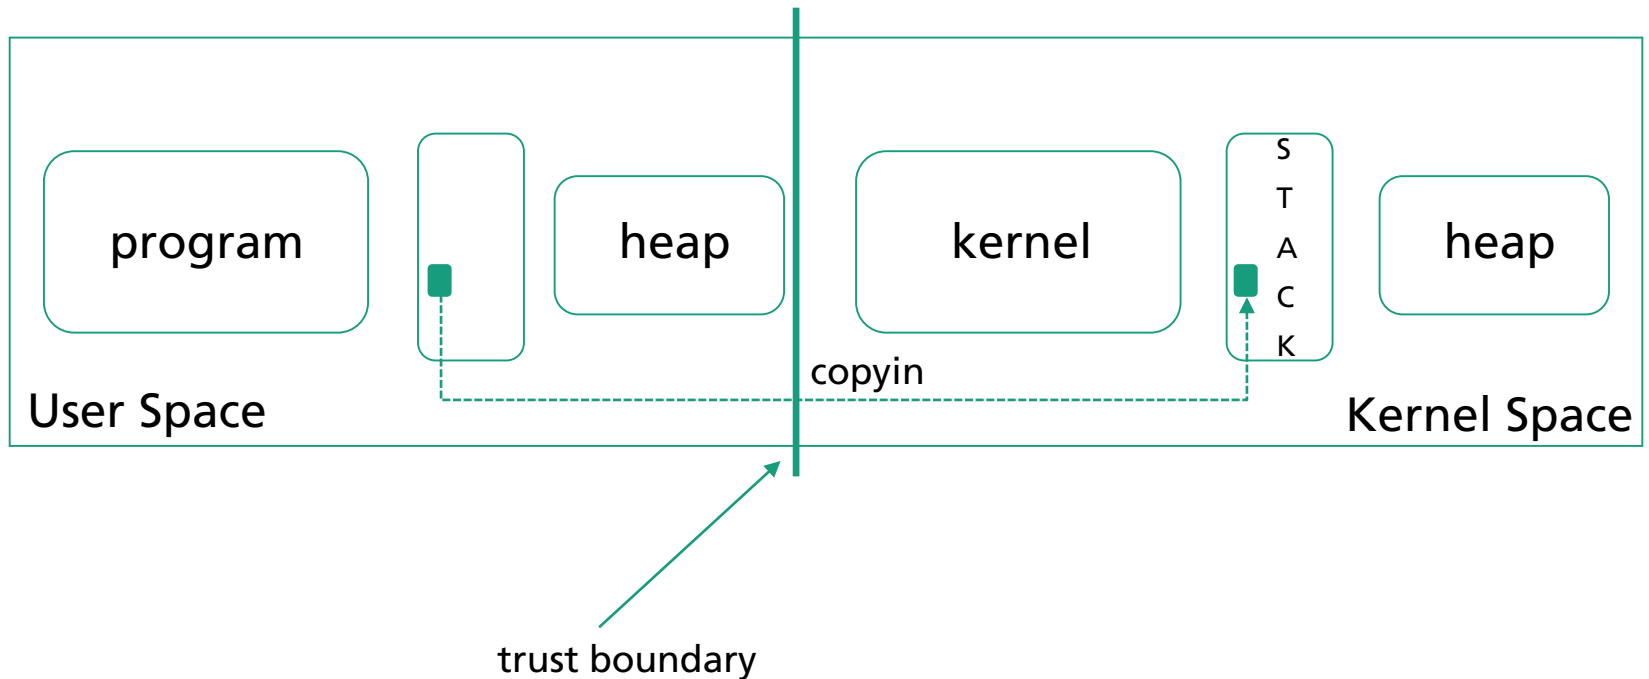 program
heap
kernel
S
T
A
C
K
heap
copyin
User Space
Kernel Space
trust boundary